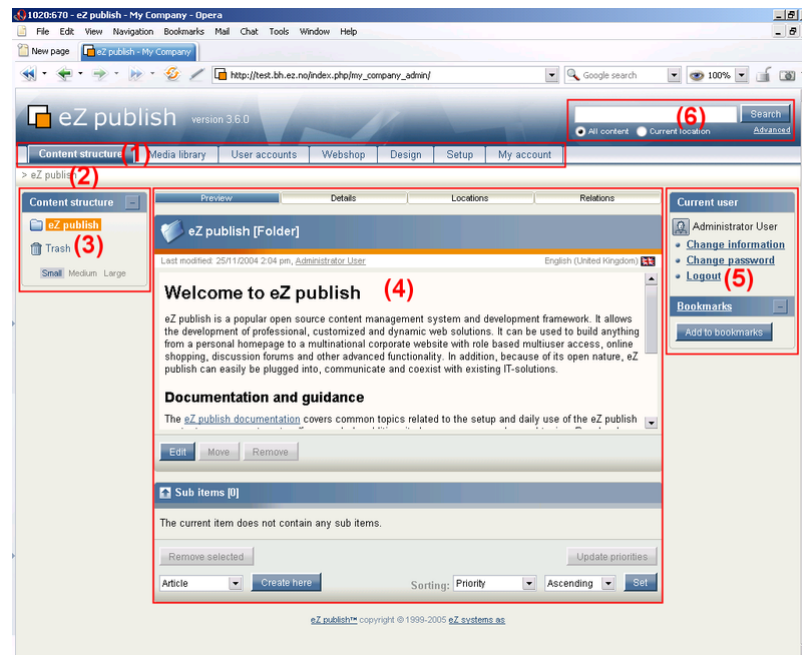 1020:670 - eZ publish - My Company - Opera
File Edit View Navigation Bookmarks Mail Chat Tools Window Help
New page eZ publish - My Company
http://test.bh.ez.no/index.php/my_company_admin/ Google search 100%
eZ publish version 3.6.0
(6) Search
All content Current location Advanced
Content structure (1) Media library User accounts Webshop Design Setup My account
> eZ publish (2)
Content structure
eZ publish
Trash (3)
Small Medium Large
Preview Details Locations Relations
eZ publish [Folder]
Last modified: 25/11/2004 2:04 pm, Administrator User English (United Kingdom)
Welcome to eZ publish (4)
eZ publish is a popular open source content management system and development framework. It allows
the development of professional, customized and dynamic web solutions. It can be used to build anything
from a personal homepage to a multinational corporate website with role based multiuser access, online
shopping, discussion forums and other advanced functionality. In addition, because of its open nature, eZ
publish can easily be plugged into, communicate and coexist with existing IT-solutions.
Documentation and guidance
The eZ publish documentation covers common topics related to the setup and daily use of the eZ publish
Edit Move Remove
Sub items [0]
The current item does not contain any sub items.
Remove selected Update priorities
Article Create here Sorting: Priority Ascending Set
Current user
Administrator User
Change information
Change password
Logout (5)
Bookmarks
Add to bookmarks
eZ publish™ copyright © 1999-2005 eZ systems as